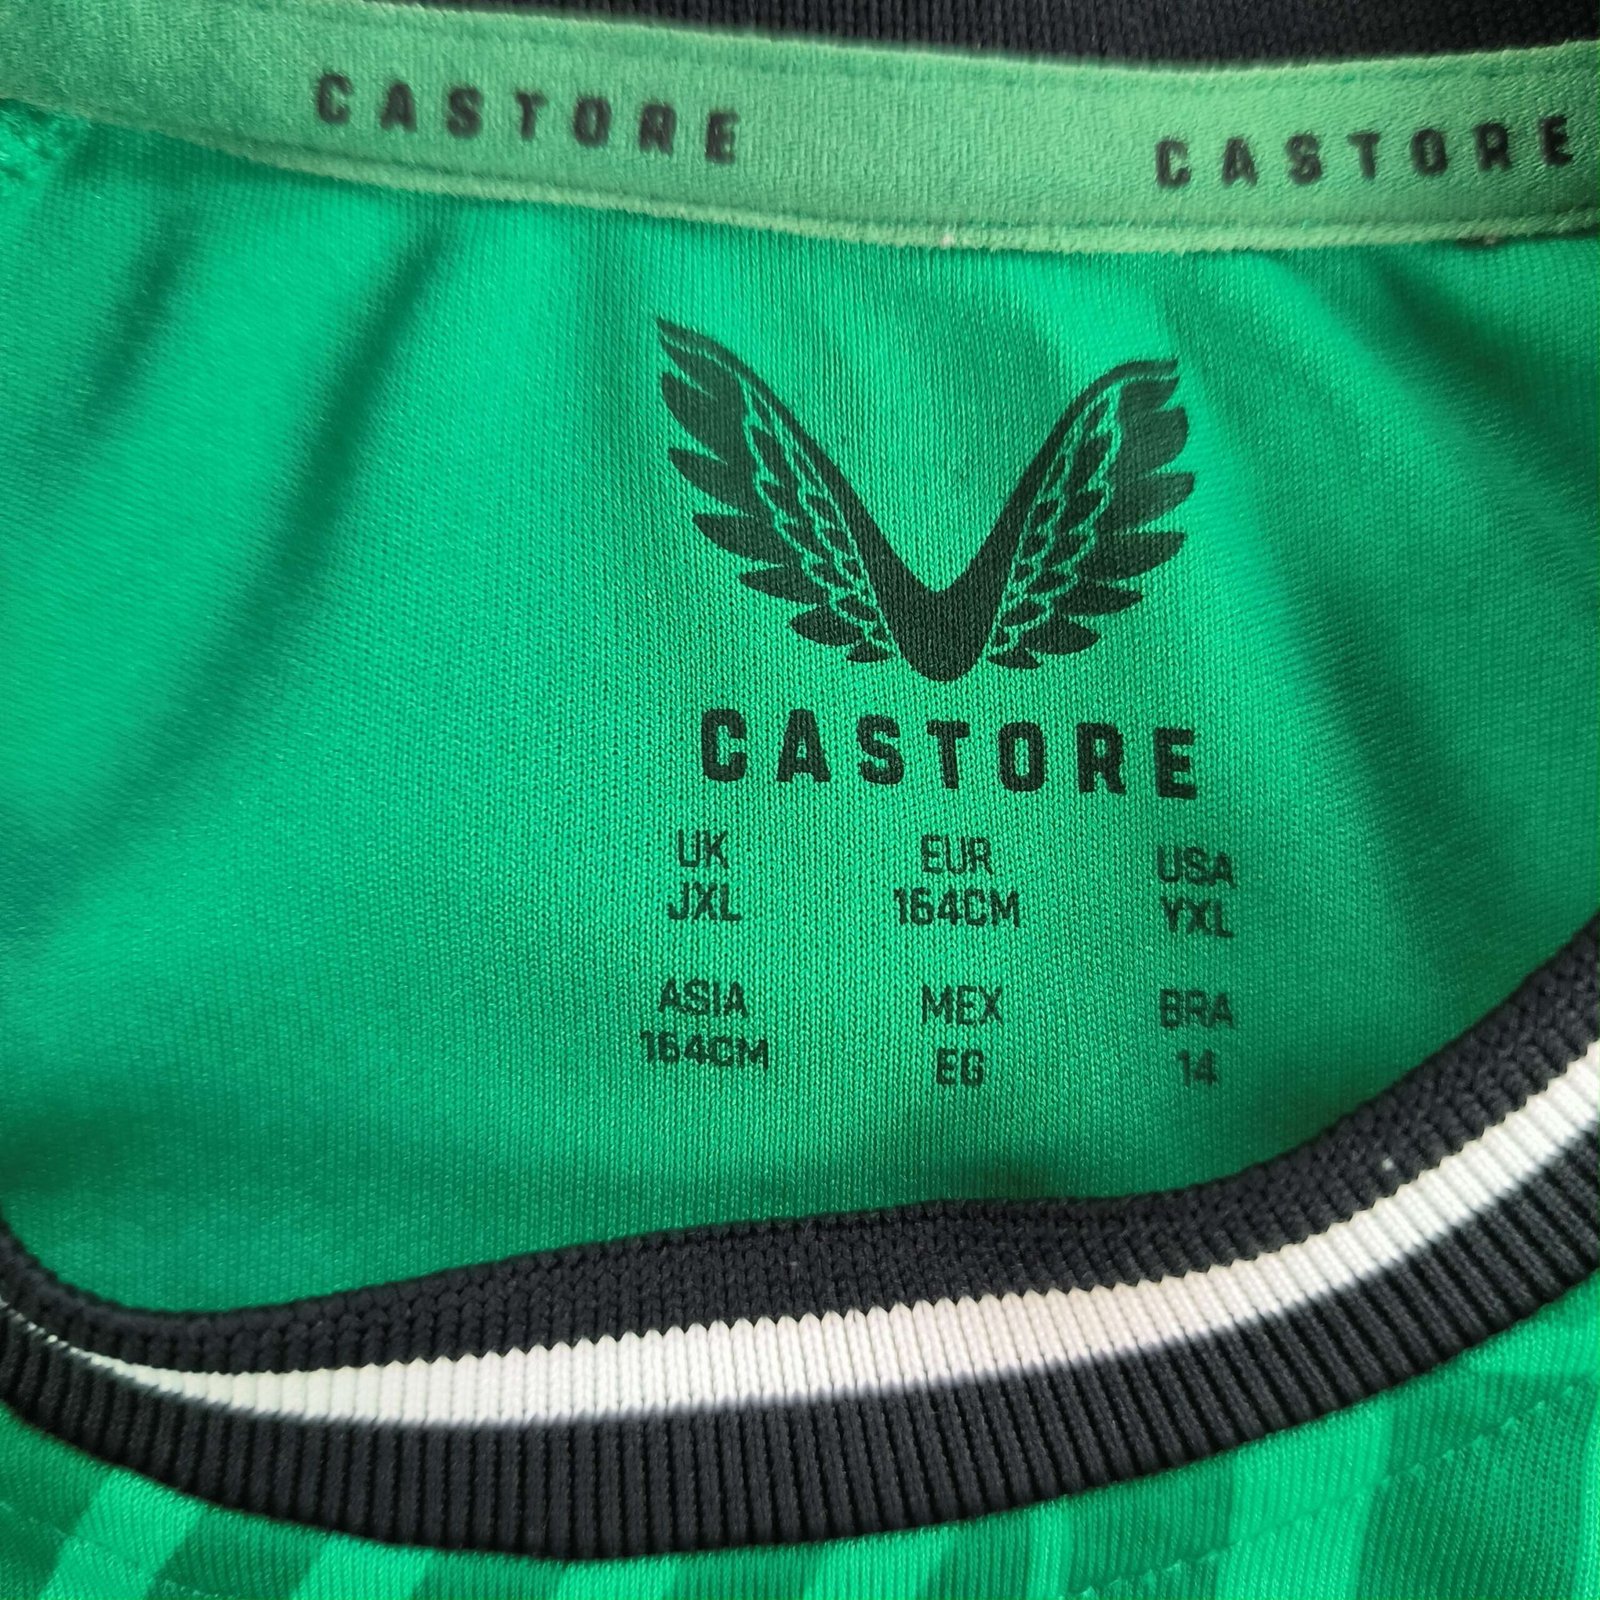 CASTORE CASTORE
CASTORE
UK EUR USA
JXL 164CM YXL
ASIA MEX BRA
164CM EG 14